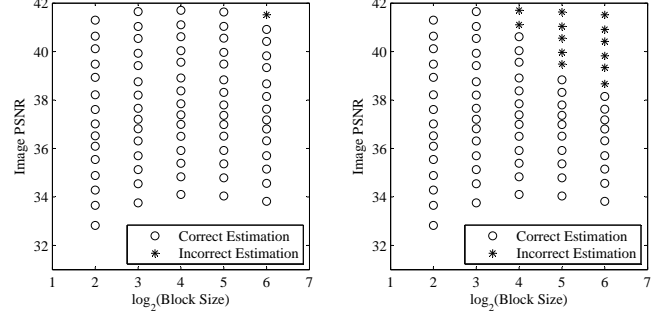 42
40
38
36
34
32
Image PSNR
Correct Estimation
Incorrect Estimation
1 2 3 4 5 6 7
log2(Block Size)
42
40
38
36
34
32
Image PSNR
Correct Estimation
Incorrect Estimation
1 2 3 4 5 6 7
log2(Block Size)